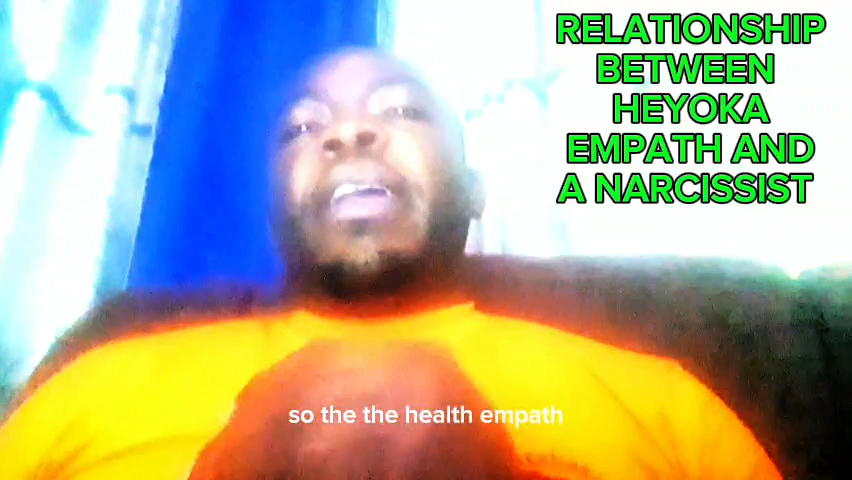 RELATIONSHIP
BETWEEN
HEYOKA
EMPATH AND
A NARCISSIST
so the the health empath